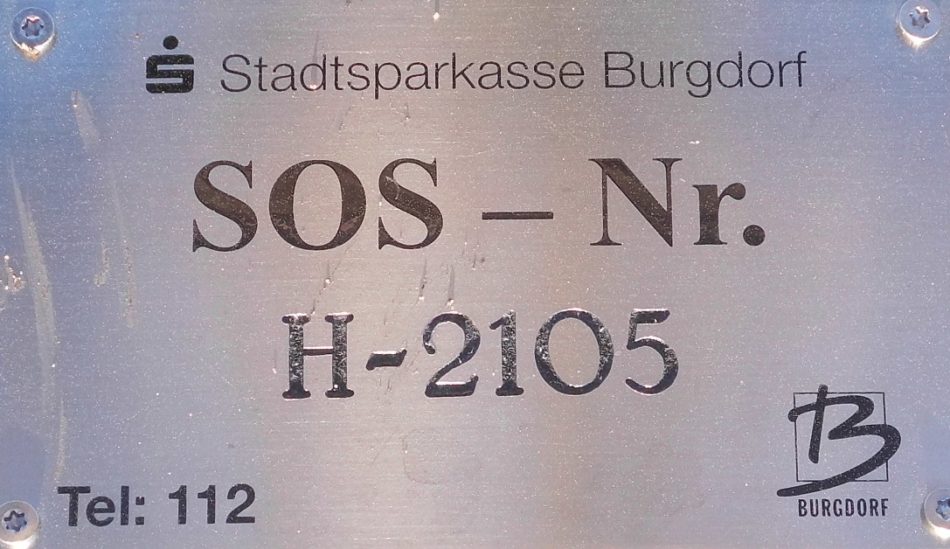 Stadtsparkasse Burgdorf
SOS – Nr.
H-2105
Tel: 112
B
BURGDORF